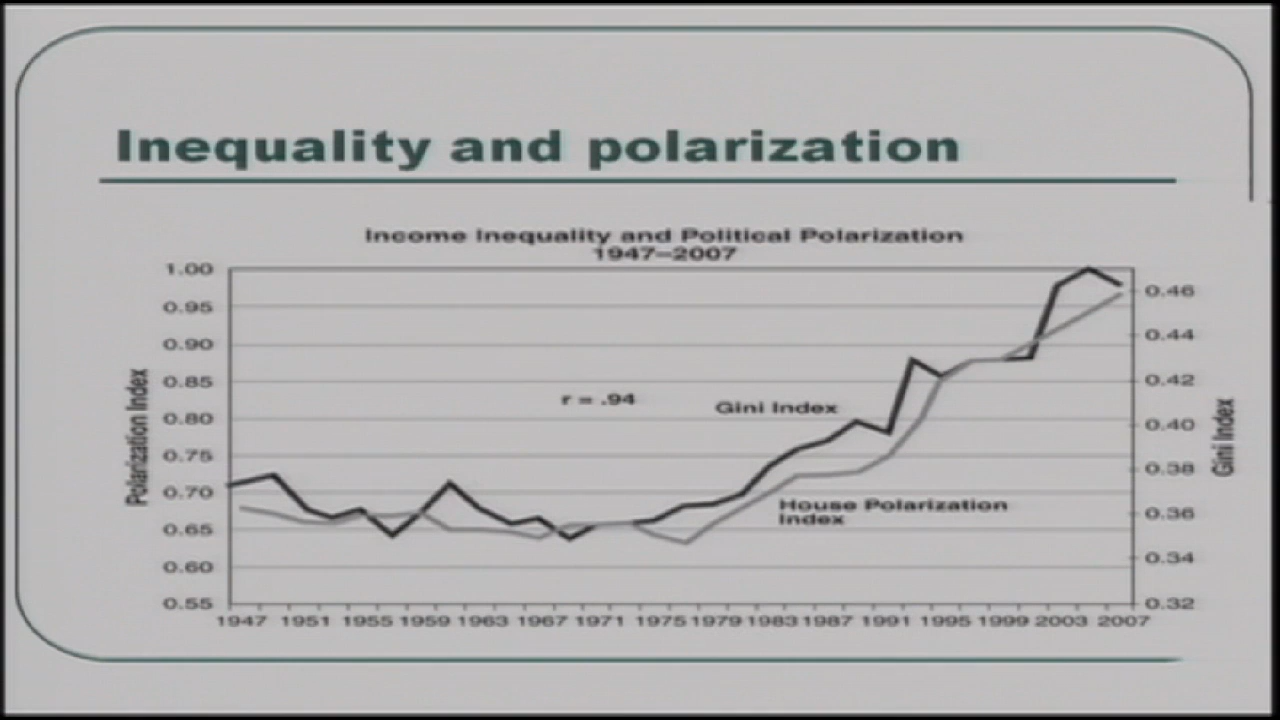 Inequality and polarization
Income Inequality and Political Polarization
1947–2007
1.00
0.95
0.90
0.85
0.80
0.75
0.70
0.65
0.60
0.55
Polarization Index
r = .94
Gini Index
House Polarization
Index
0.46
0.44
0.42
0.40
0.38
0.36
0.34
0.32
Gini Index
1947 1951 1955 1959 1963 1967 1971 1975 1979 1983 1987 1991 1995 1999 2003 2007